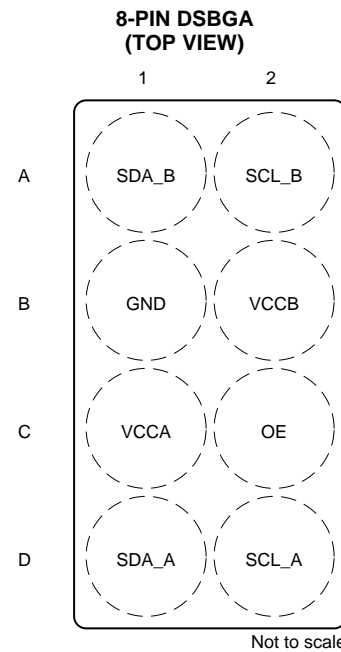 8-PIN DSBGA
(TOP VIEW)
1 2
A SDA_B SCL_B
B GND VCCB
C VCCA OE
D SDA_A SCL_A
Not to scale